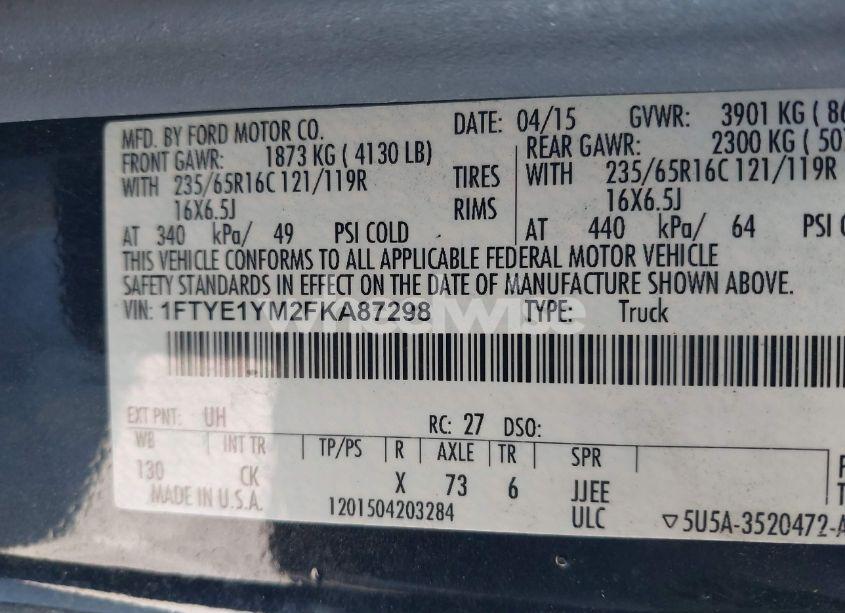 MFD. BY FORD MOTOR CO. DATE: 04/15 GVWR: 3901 KG ( 86
FRONT GAWR: 1873 KG ( 4130 LB) REAR GAWR: 2300 KG ( 507
WITH 235/65R16C 121/119R TIRES WITH 235/65R16C 121/119R
16X6.5J RIMS 16X6.5J
AT 340 kPa/ 49 PSI COLD AT 440 kPa/ 64 PSI C
THIS VEHICLE CONFORMS TO ALL APPLICABLE FEDERAL MOTOR VEHICLE
SAFETY STANDARDS IN EFFECT ON THE DATE OF MANUFACTURE SHOWN ABOVE.
VIN: 1FTYE1YM2FKA87298 TYPE: Truck
wheelwise
EXT PNT: UH RC: 27 DSO:
WB INT TR TP/PS R AXLE TR SPR
130 CK X 73 6 JJEE
MADE IN U.S.A. 1201504203284 ULC ▽5U5A-3520472-A